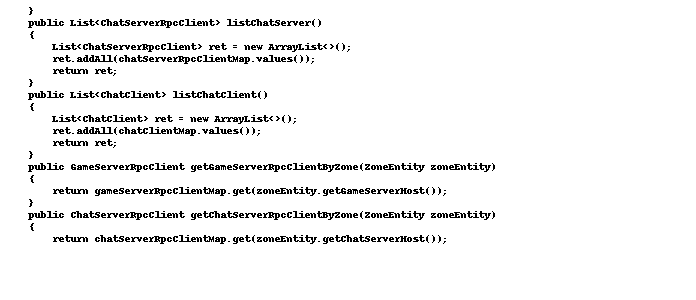 }
public List<ChatServerRpcClient> listChatServer()
{
List<ChatServerRpcClient> ret = new ArrayList<>();
ret.addAll(chatServerRpcClientMap.values());
return ret;
}
public List<ChatClient> listChatClient()
{
List<ChatClient> ret = new ArrayList<>();
ret.addAll(chatClientMap.values());
return ret;
}
public GameServerRpcClient getGameServerRpcClientByZone(ZoneEntity zoneEntity)
{
return gameServerRpcClientMap.get(zoneEntity.getGameServerHost());
}
public ChatServerRpcClient getChatServerRpcClientByZone(ZoneEntity zoneEntity)
{
return chatServerRpcClientMap.get(zoneEntity.getChatServerHost());